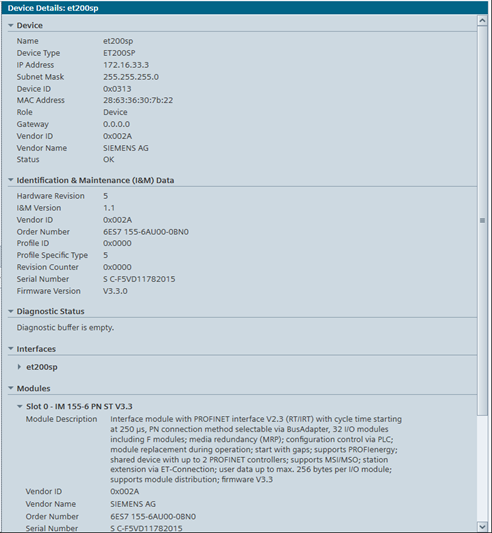 Device Details: et200sp
Device
Name et200sp
Device Type ET200SP
IP Address 172.16.33.3
Subnet Mask 255.255.255.0
Device ID 0x0313
MAC Address 28:63:36:30:7b:22
Role Device
Gateway 0.0.0.0
Vendor ID 0x002A
Vendor Name SIEMENS AG
Status OK
Identification & Maintenance (I&M) Data
Hardware Revision 5
I&M Version 1.1
Vendor ID 0x002A
Order Number 6ES7 155-6AU00-0BN0
Profile ID 0x0000
Profile Specific Type 5
Revision Counter 0x0000
Serial Number S C-F5VD11782015
Firmware Version V3.3.0
Diagnostic Status
Diagnostic buffer is empty.
Interfaces
et200sp
Modules
Slot 0 - IM 155-6 PN ST V3.3
Module Description Interface module with PROFINET interface V2.3 (RT/IRT) with cycle time starting
at 250 µs, PN connection method selectable via BusAdapter, 32 I/O modules
including F modules; media redundancy (MRP); configuration control via PLC;
module replacement during operation; start with gaps; supports PROFIenergy;
shared device with up to 2 PROFINET controllers; supports MSI/MSO; station
extension via ET-Connection; user data up to max. 256 bytes per I/O module;
supports module distribution; firmware V3.3
Vendor ID 0x002A
Vendor Name SIEMENS AG
Order Number 6ES7 155-6AU00-0BN0
Serial Number S C-F5VD11782015